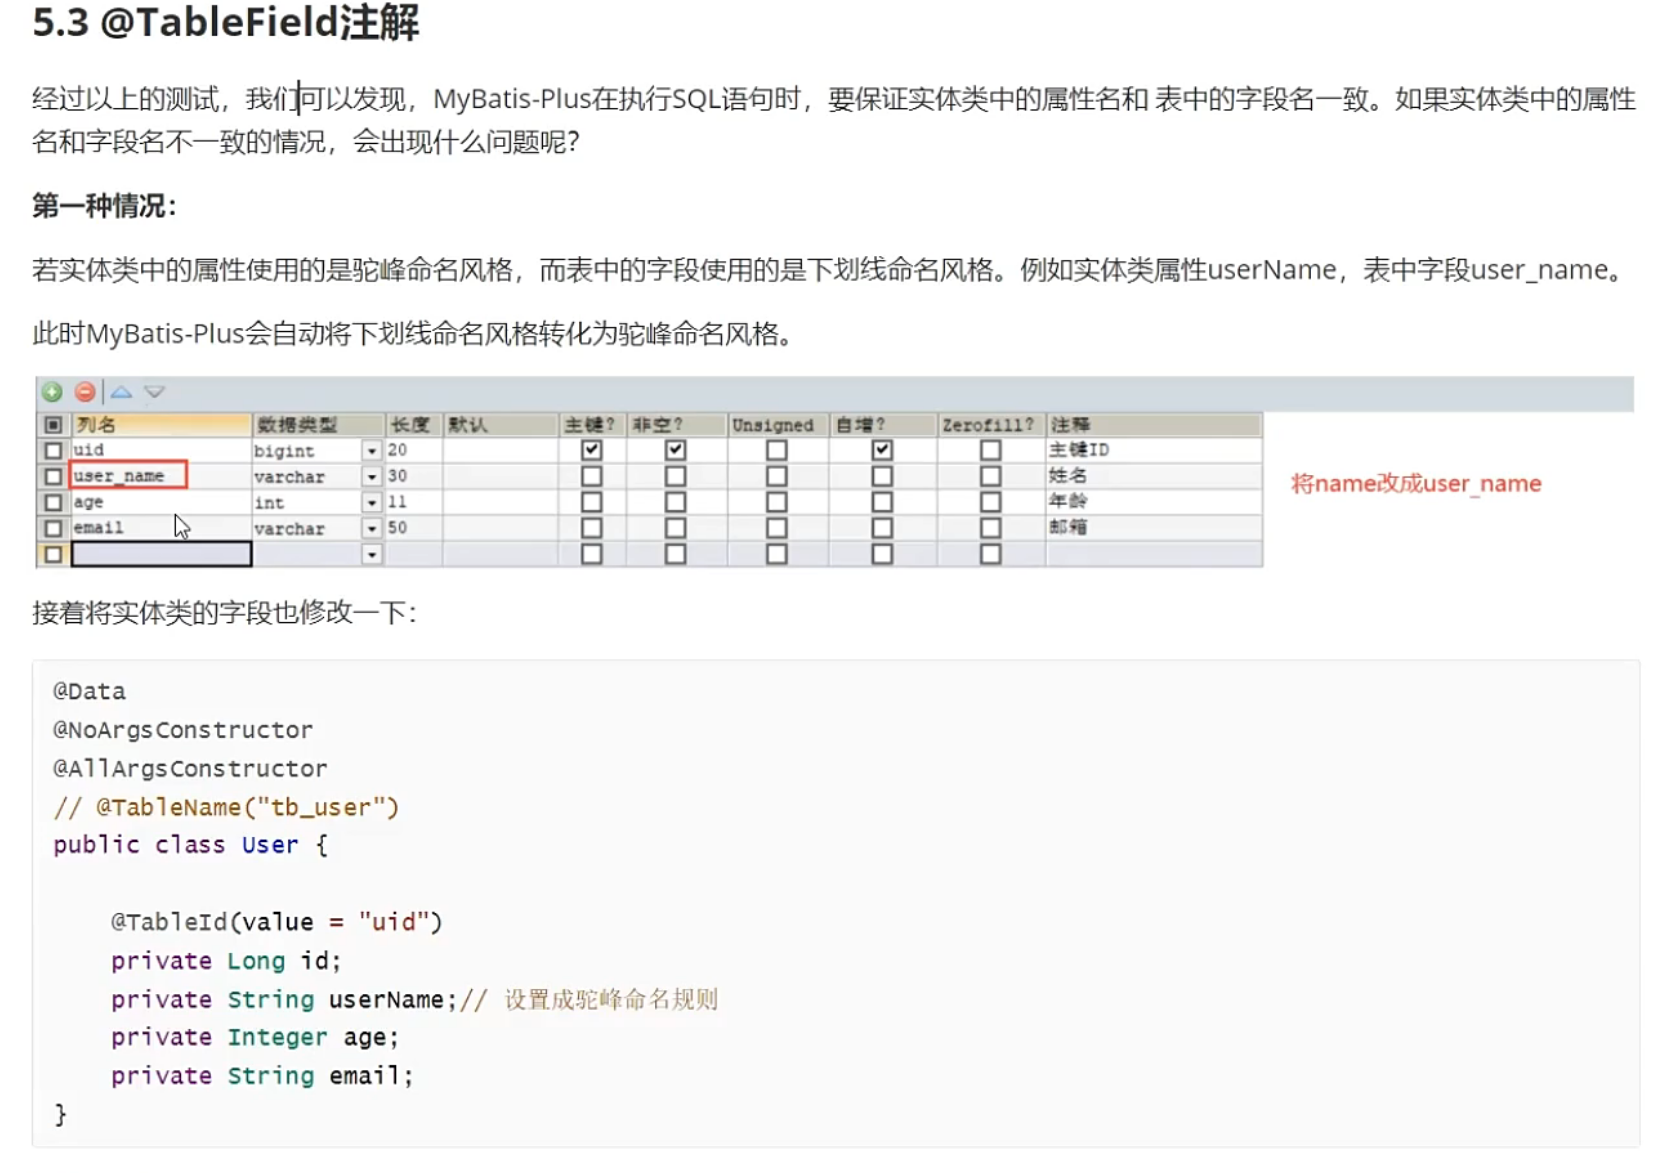 5.3 @TableField注解
经过以上的测试，我们可以发现，MyBatis-Plus在执行SQL语句时，要保证实体类中的属性名和 表中的字段名一致。如果实体类中的属性
名和字段名不一致的情况，会出现什么问题呢？
第一种情况：
若实体类中的属性使用的是驼峰命名风格，而表中的字段使用的是下划线命名风格。例如实体类属性userName，表中字段user_name。
此时MyBatis-Plus会自动将下划线命名风格转化为驼峰命名风格。
列名 数据类型 长度 默认 主键? 非空? Unsigned 自增? Zerofill? 注释
uid bigint 20 主键ID
user_name varchar 30 姓名
将name改成user_name
age int 11 年龄
email varchar 50 邮箱
接着将实体类的字段也修改一下：
@Data
@NoArgsConstructor
@AllArgsConstructor
// @TableName("tb_user")
public class User {
@TableId(value = "uid")
private Long id;
private String userName;// 设置成驼峰命名规则
private Integer age;
private String email;
}